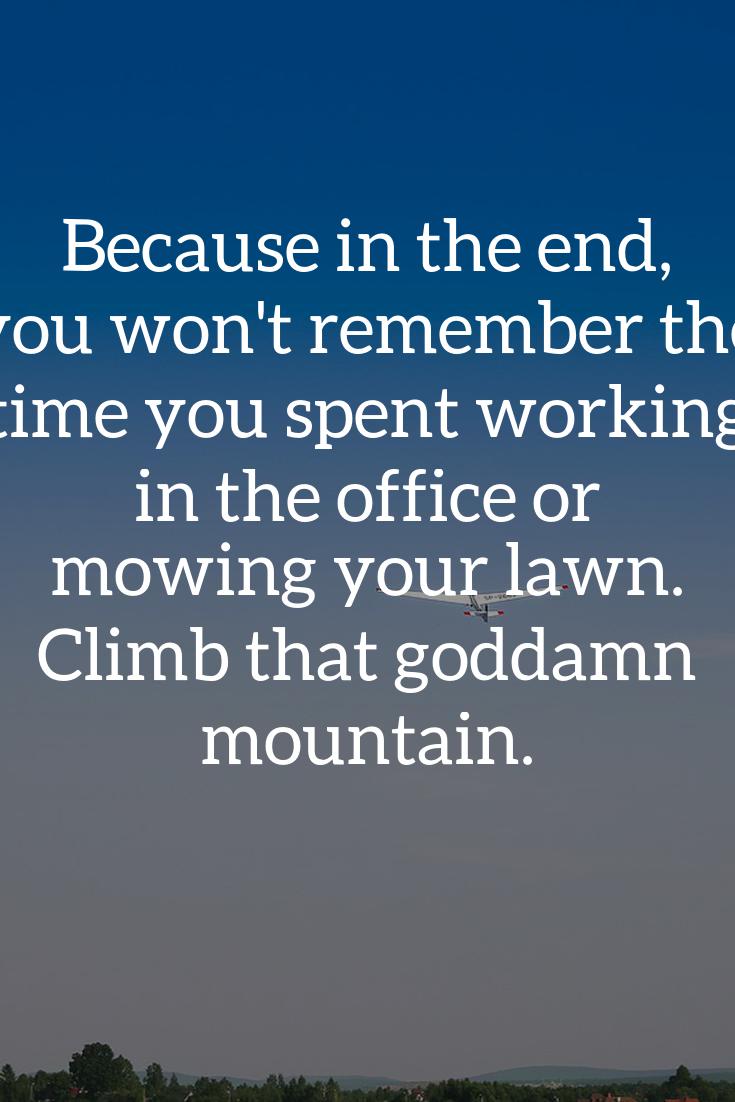 Because in the end,
you won't remember the
time you spent working
in the office or
mowing your lawn.
Climb that goddamn
mountain.